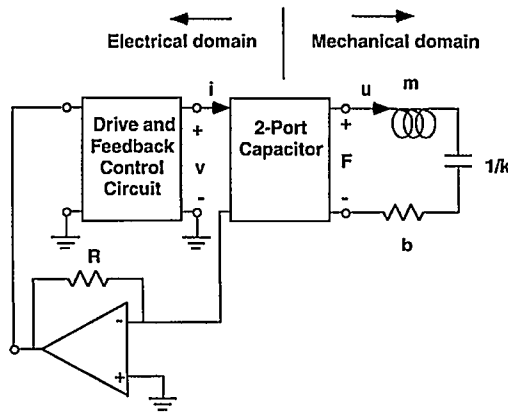 Electrical domain
Mechanical domain
i
u
m
Drive and
Feedback
Control
Circuit
+
v
-
2-Port
Capacitor
+
F
-
1/k
b
R
-
+